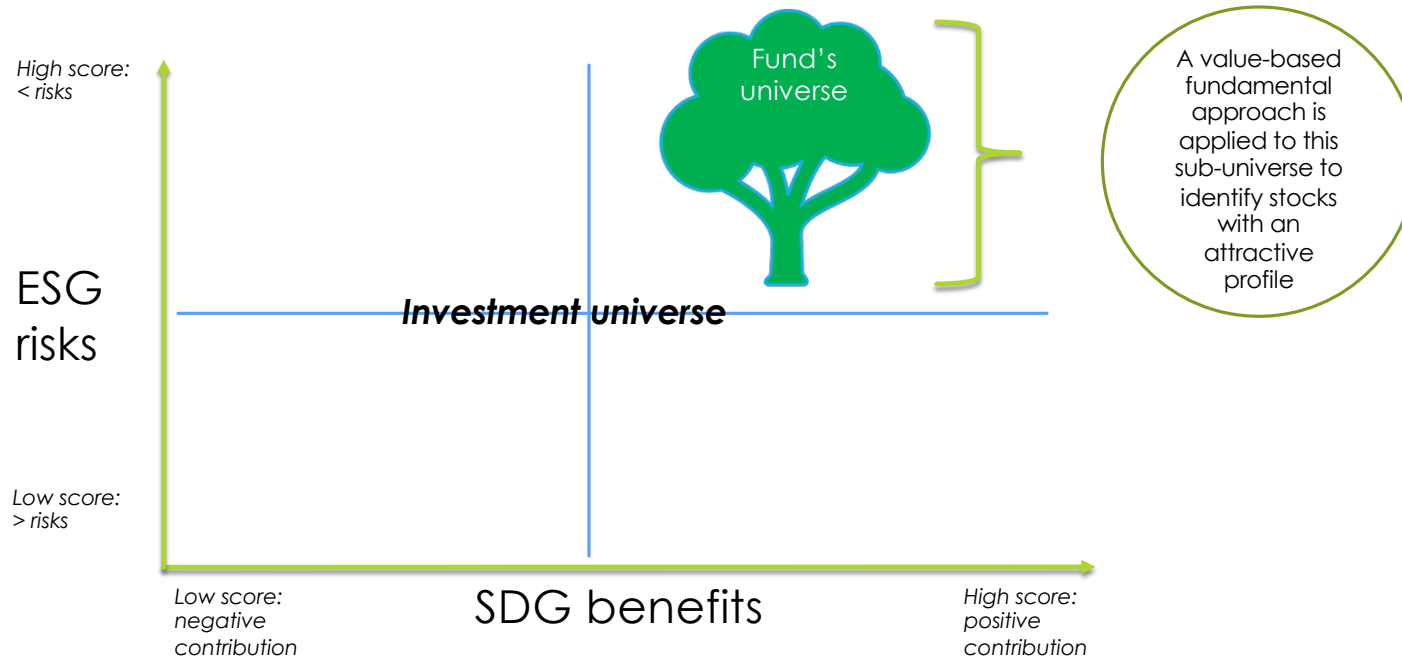 High score:
< risks
Fund's
universe
A value-based
fundamental
approach is
applied to this
sub-universe to
identify stocks
with an
attractive
profile
ESG
risks
Investment universe
Low score:
> risks
Low score:
negative
contribution
SDG benefits
High score:
positive
contribution